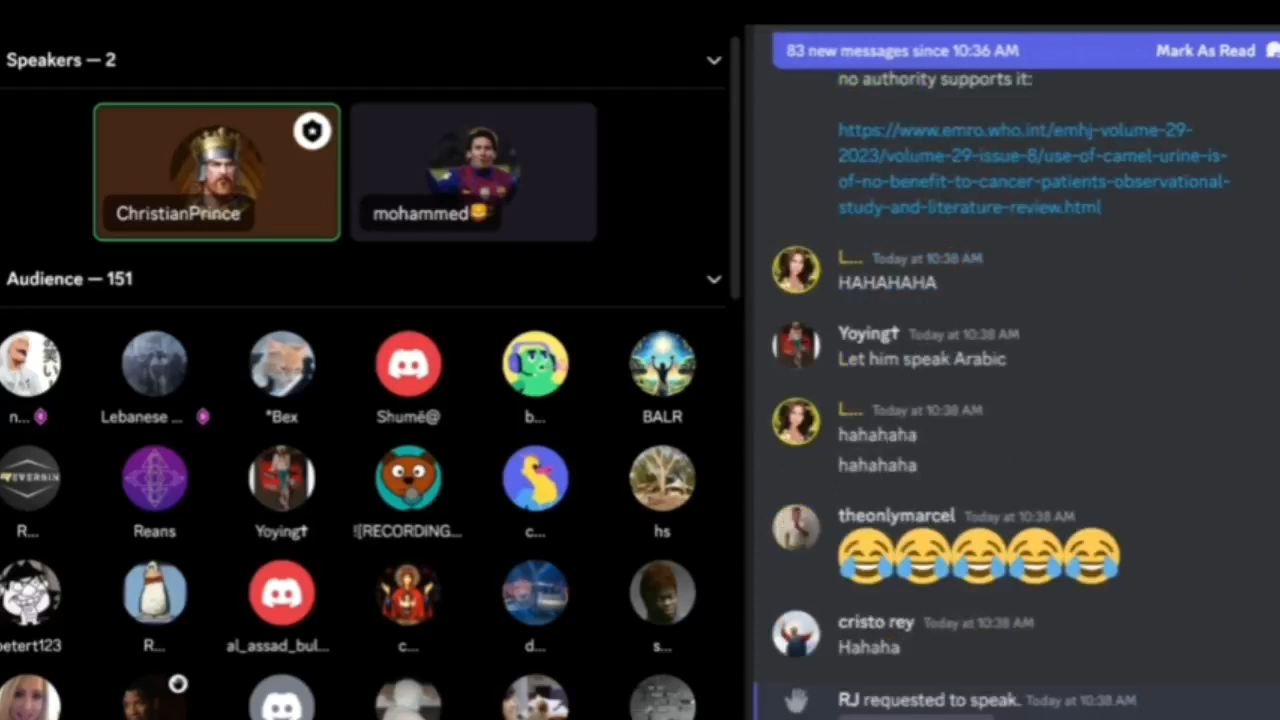 Speakers — 2
ChristianPrince
mohammed
Audience — 151
n...
Lebanese ...
*Bex
Shumë@
b...
BALR
R...
Reans
Yoying✝
![RECORDING...
c...
hs
petert123
R...
al_assad_bul...
c...
d...
s...
83 new messages since 10:36 AM
Mark As Read
no authority supports it:
https://www.emro.who.int/emhj-volume-29-
2023/volume-29-issue-8/use-of-camel-urine-is-
of-no-benefit-to-cancer-patients-observational-
study-and-literature-review.html
L... Today at 10:38 AM
HAHAHAHA
Yoying✝ Today at 10:38 AM
Let him speak Arabic
L... Today at 10:38 AM
hahahaha
hahahaha
theonlymarcel Today at 10:38 AM
😂😂😂😂😂
cristo rey Today at 10:38 AM
Hahaha
RJ requested to speak. Today at 10:38 AM